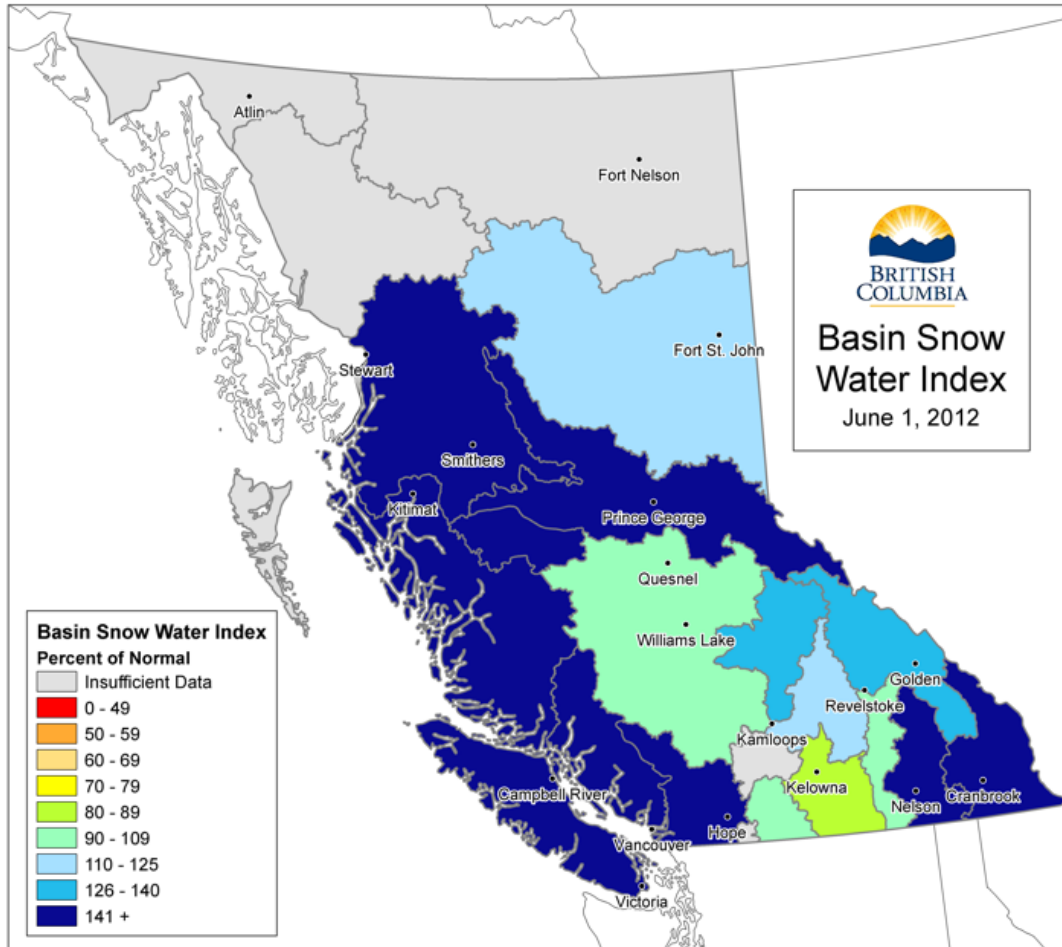 Atlin
Fort Nelson
BRITISH
COLUMBIA
Basin Snow
Water Index
June 1, 2012
Fort St. John
Stewart
Smithers
Kitimat
Prince George
Quesnel
Williams Lake
Golden
Revelstoke
Kamloops
Kelowna
Campbell River
Nelson
Cranbrook
Hope
Vancouver
Victoria
Basin Snow Water Index
Percent of Normal
Insufficient Data
0 - 49
50 - 59
60 - 69
70 - 79
80 - 89
90 - 109
110 - 125
126 - 140
141 +